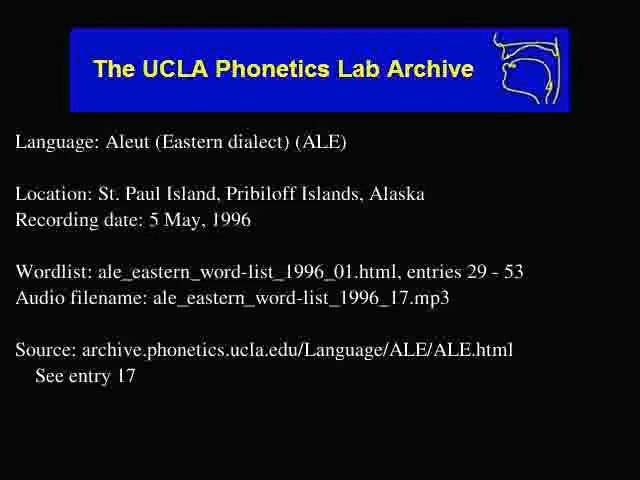 The UCLA Phonetics Lab Archive
Language: Aleut (Eastern dialect) (ALE)
Location: St. Paul Island, Pribiloff Islands, Alaska
Recording date: 5 May, 1996
Wordlist: ale_eastern_word-list_1996_01.html, entries 29 - 53
Audio filename: ale_eastern_word-list_1996_17.mp3
Source: archive.phonetics.ucla.edu/Language/ALE/ALE.html
See entry 17